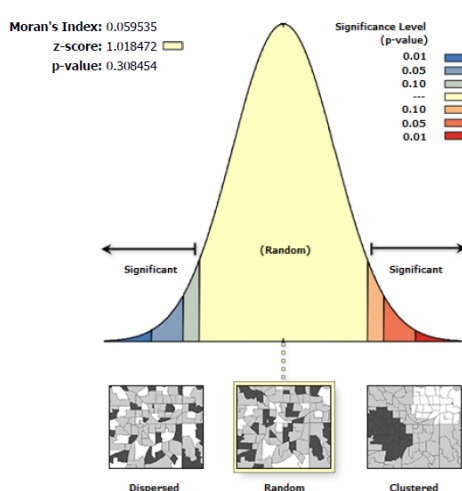 Moran's Index: 0.059535
z-score: 1.018472
p-value: 0.308454
Significance Level
(p-value)
0.01
0.05
0.10
---
0.10
0.05
0.01
(Random)
Significant
Significant
Dispersed
Random
Clustered